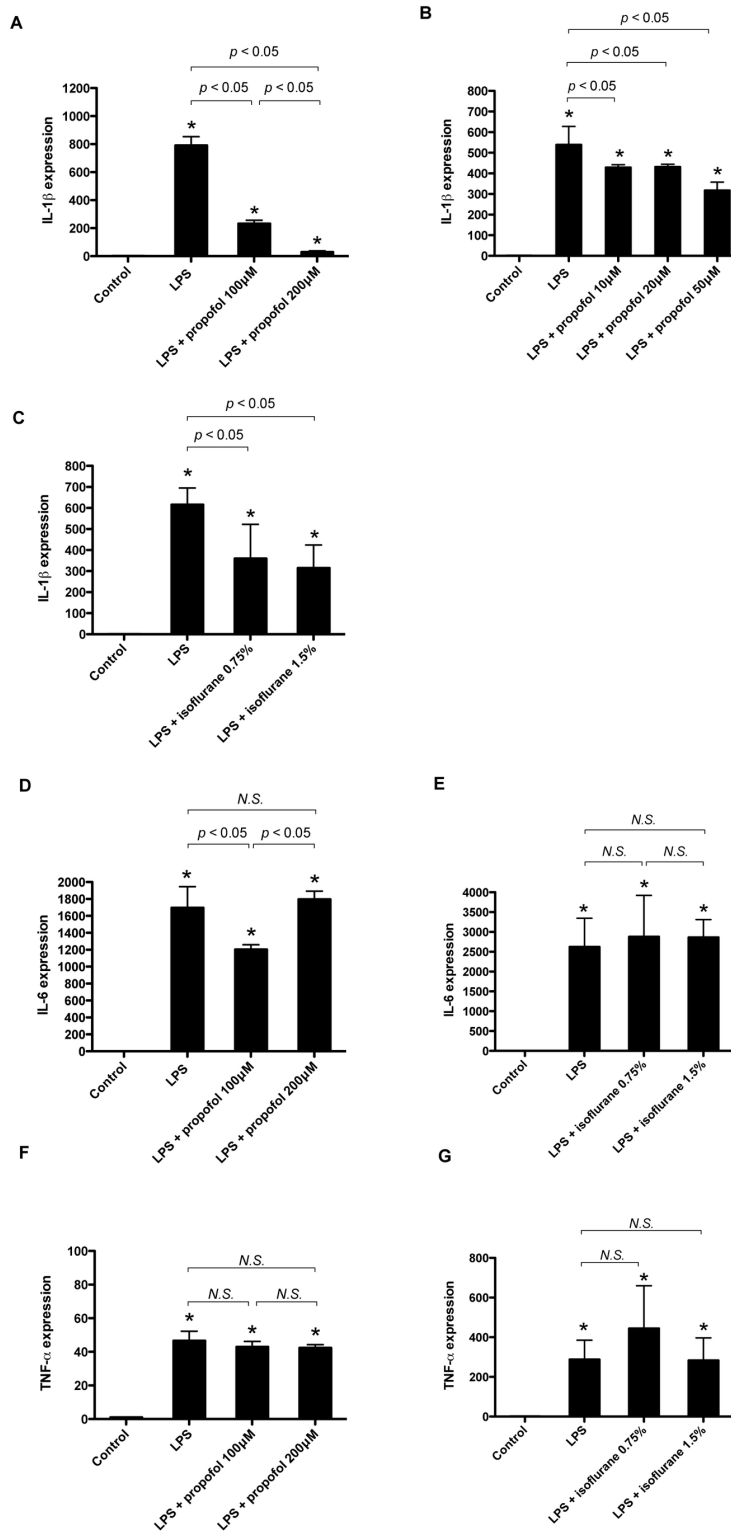 A
p < 0.05
p < 0.05
p < 0.05
IL-1β expression
1200
1000
800
600
400
200
0
*
*
*
Control
LPS
LPS + propofol 100μM
LPS + propofol 200μM
B
p < 0.05
p < 0.05
p < 0.05
IL-1β expression
800
700
600
500
400
300
200
100
0
*
*
*
*
Control
LPS
LPS + propofol 10μM
LPS + propofol 20μM
LPS + propofol 50μM
C
p < 0.05
p < 0.05
IL-1β expression
800
700
600
500
400
300
200
100
0
*
*
*
Control
LPS
LPS + isoflurane 0.75%
LPS + isoflurane 1.5%
D
N.S.
p < 0.05
p < 0.05
IL-6 expression
2000
1800
1600
1400
1200
1000
800
600
400
200
0
*
*
*
Control
LPS
LPS + propofol 100μM
LPS + propofol 200μM
E
N.S.
N.S.
N.S.
IL-6 expression
4000
3500
3000
2500
2000
1500
1000
500
0
*
*
*
Control
LPS
LPS + isoflurane 0.75%
LPS + isoflurane 1.5%
F
N.S.
N.S.
N.S.
TNF-α expression
100
80
60
40
20
0
*
*
*
Control
LPS
LPS + propofol 100μM
LPS + propofol 200μM
G
N.S.
N.S.
TNF-α expression
800
600
400
200
0
*
*
*
Control
LPS
LPS + isoflurane 0.75%
LPS + isoflurane 1.5%